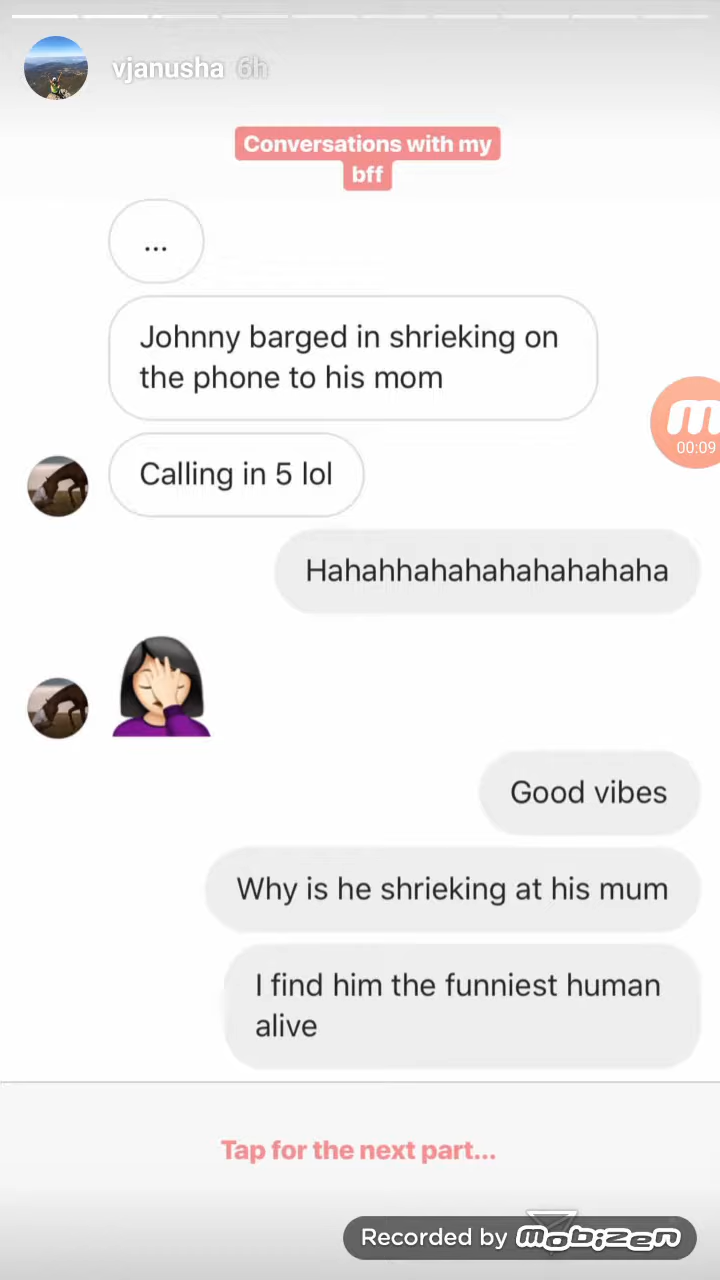 vjanusha 6h
Conversations with my
bff
...
Johnny barged in shrieking on
the phone to his mom
00:09
Calling in 5 lol
Hahahhahahahahahahaha
Good vibes
Why is he shrieking at his mum
I find him the funniest human
alive
Tap for the next part...
Recorded by mobizen